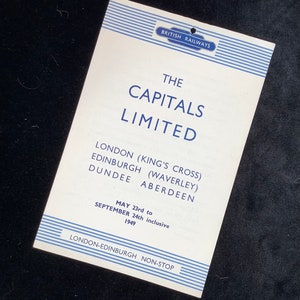 BRITISH RAILWAYS
THE
CAPITALS
LIMITED
LONDON (KING'S CROSS)
EDINBURGH (WAVERLEY)
DUNDEE ABERDEEN
MAY 23rd to
SEPTEMBER 24th inclusive
1949
LONDON-EDINBURGH NON-STOP